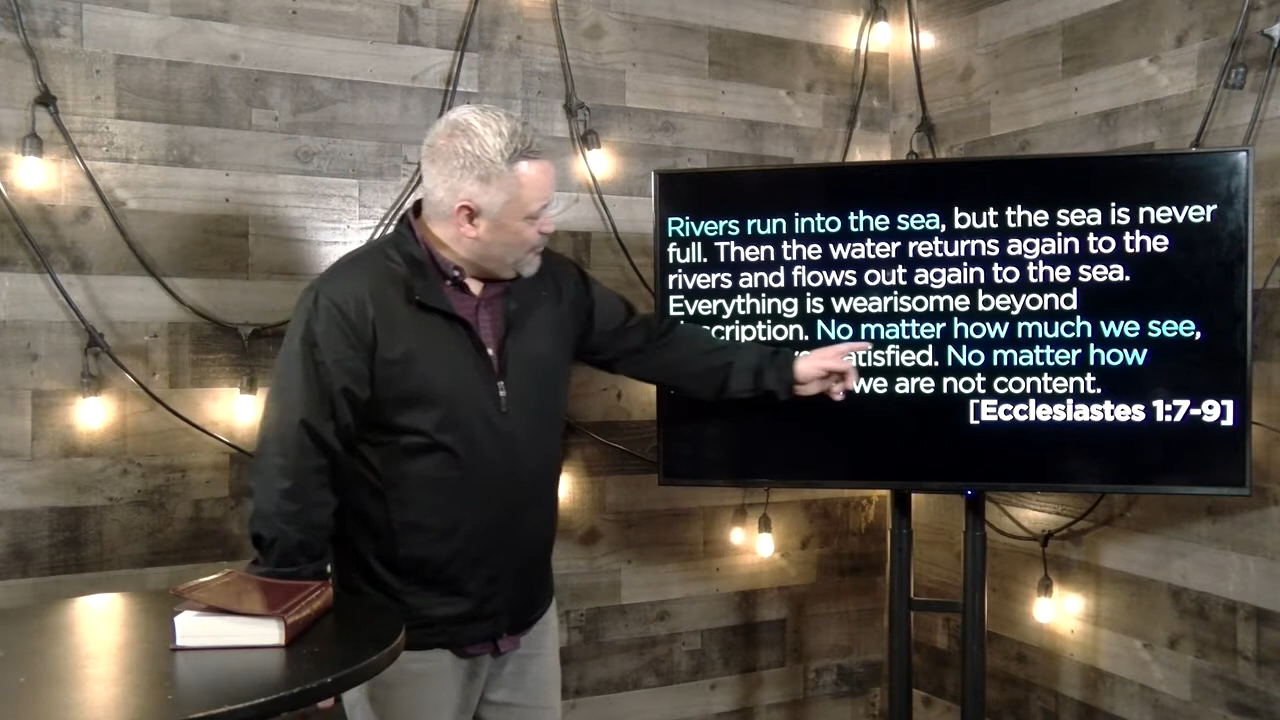 Rivers run into the sea, but the sea is never
full. Then the water returns again to the
rivers and flows out again to the sea.
Everything is wearisome beyond
scription. No matter how much we see,
atisfied. No matter how
we are not content.
[Ecclesiastes 1:7-9]